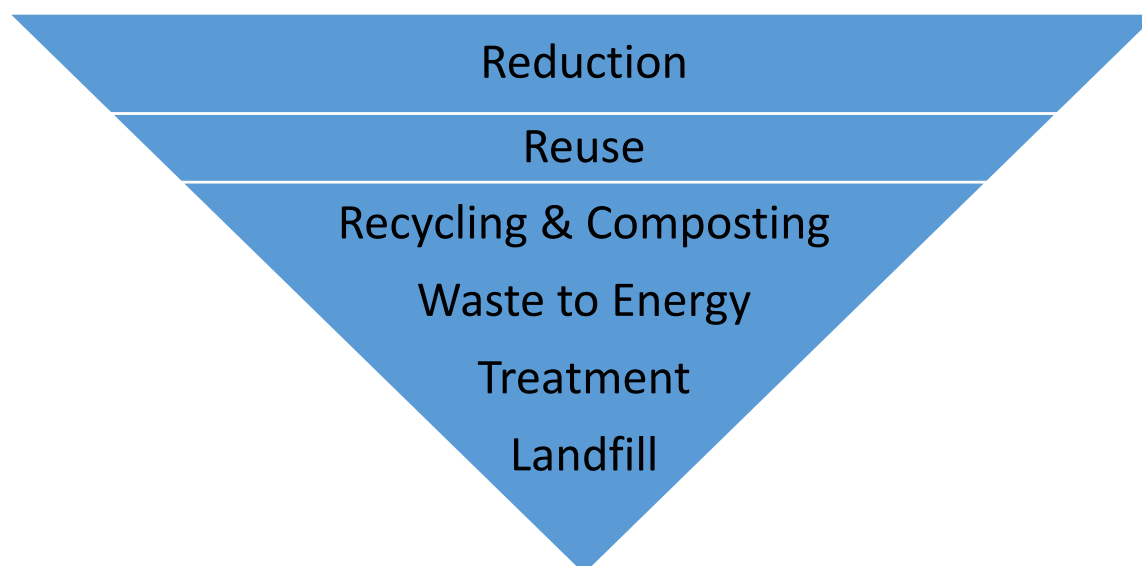 Reduction
Reuse
Recycling & Composting
Waste to Energy
Treatment
Landfill